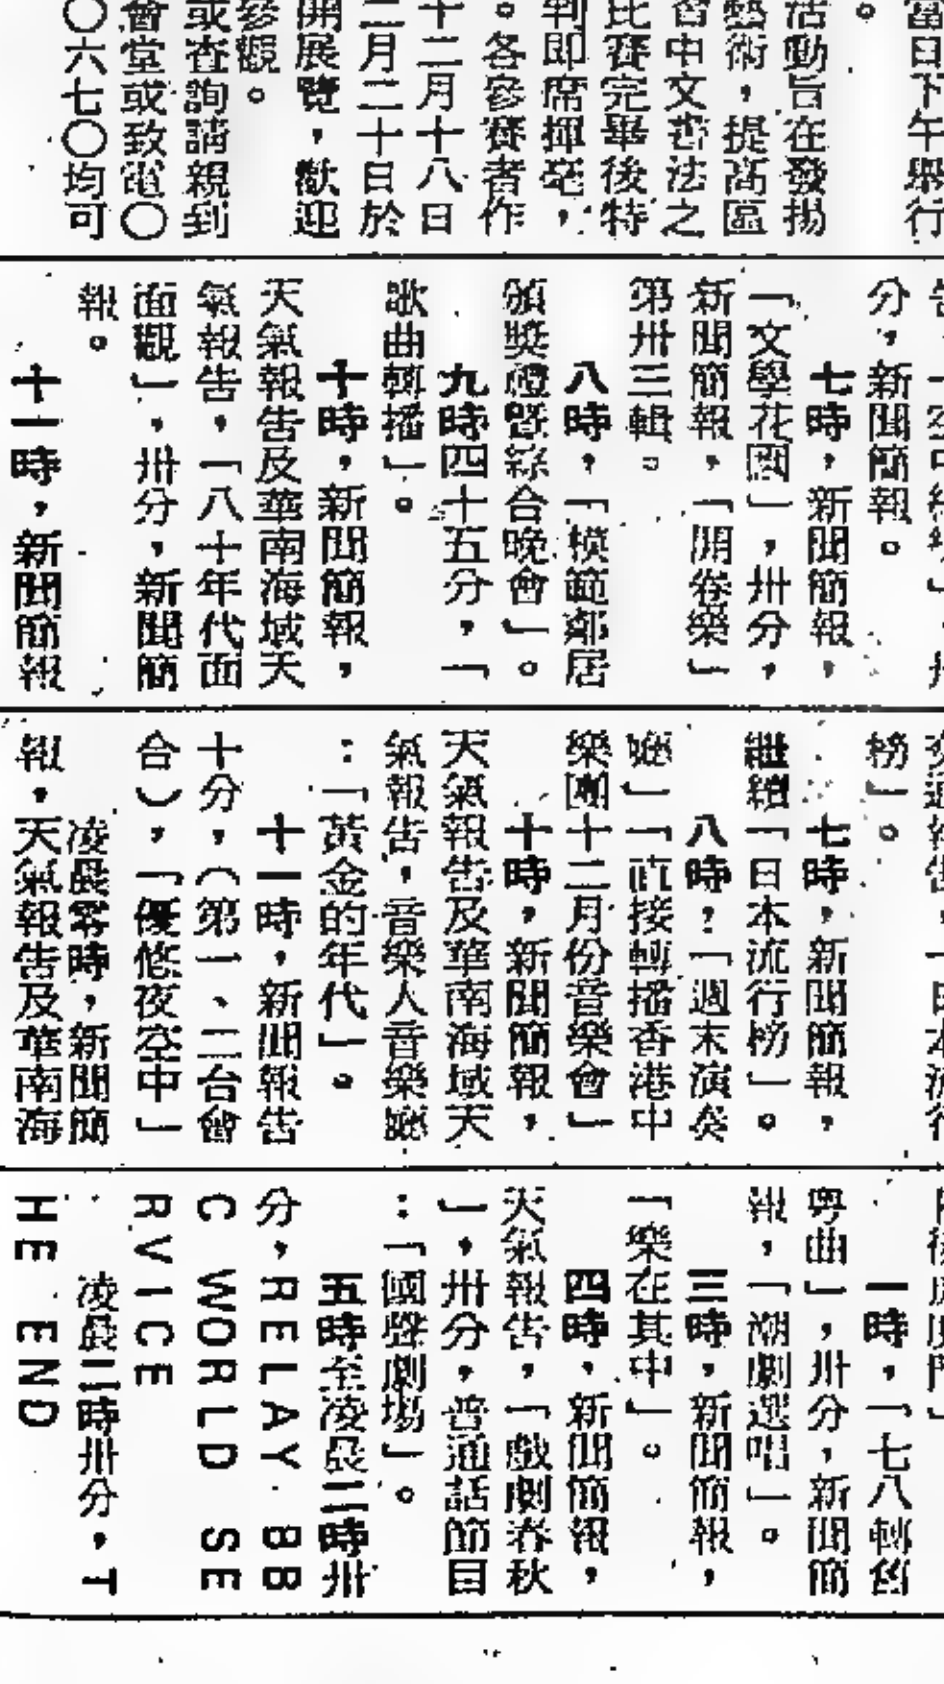 當日下午舉行
。
活動旨在發揚
藝術，提高區
習中文書法之
比賽完畢後特
判即席揮毫，
。各參賽者作
十二月十八日
二月二十日於
開展覽，歡迎
參觀。
或查詢請親到
會堂或致電〇
〇六七〇均可
分，新聞簡報。
七時，新聞簡報，
「文學花園」，卅分，
新聞簡報，「開卷樂」
第卅三輯。
八時，「模範鄰居
頒獎禮暨綜合晚會」。
九時四十五分，「
歌曲轉播」。
十時，新聞簡報，
天氣報告及華南海域天
氣報告，「八十年代面
面觀」，卅分，新聞簡
報。
十一時，新聞簡報
交通報告，「日本流行
榜」。
七時，新聞簡報，
繼續「日本流行榜」。
八時：「週末演奏
廳」「直接轉播香港中
樂團十二月份音樂會」
十時，新聞簡報，
天氣報告及華南海域天
氣報告，音樂人音樂廳
：「黃金的年代」。
十一時，新聞報告
十分，（第一、二台會
合），「優悠夜空中」
凌晨零時，新聞簡
報，天氣報告及華南海
一時，「七八轉舊
粵曲」，卅分，新聞簡
報，「潮劇選唱」。
三時，新聞簡報，
「樂在其中」。
四時，新聞簡報，
天氣報告，「戲劇春秋
」，卅分，普通話節目
：「國聲劇場」。
五時至凌晨二時卅
分，RELAY BB
C WORLD SE
RVICE
凌晨二時卅分，T
HE END